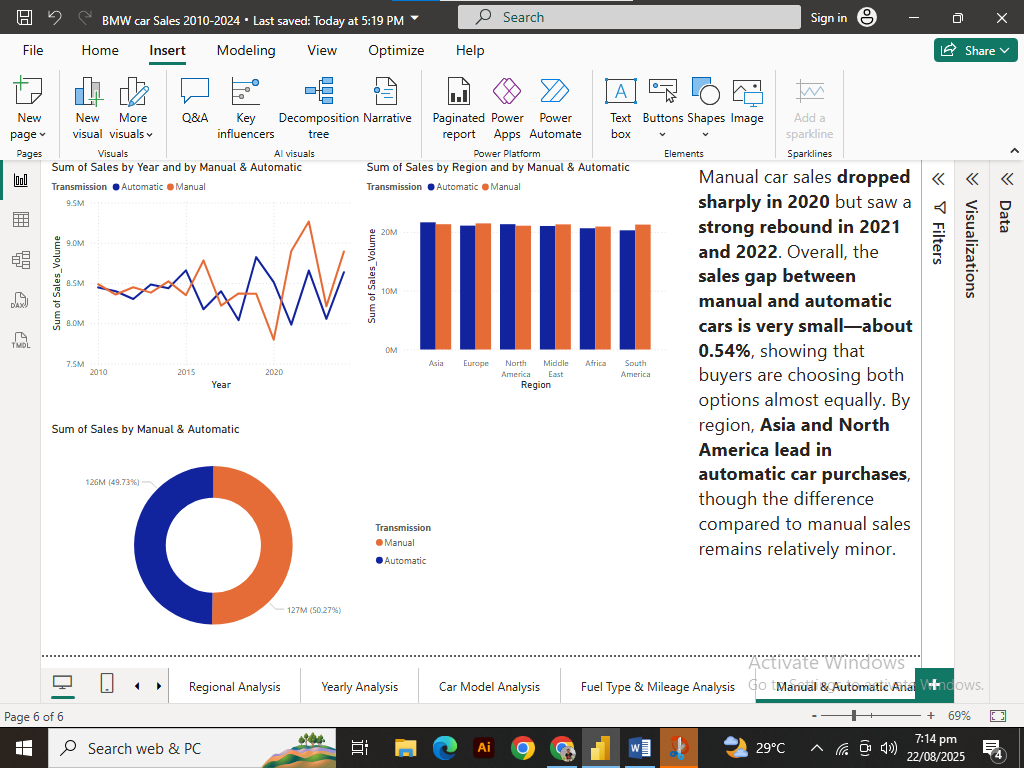 BMW car Sales 2010-2024 • Last saved: Today at 5:19 PM
Search
Sign in
File Home Insert Modeling View Optimize Help
Share
New page
New visual
More visuals
Q&A
Key influencers
Decomposition tree
Narrative
Paginated report
Power Apps
Power Automate
Text box
Buttons
Shapes
Image
Add a sparkline
Pages
Visuals
AI visuals
Power Platform
Elements
Sparklines
DAX
TMDL
Sum of Sales by Year and by Manual & Automatic
Transmission Automatic Manual
Sum of Sales_Volume
9.5M
9.0M
8.5M
8.0M
7.5M
2010 2015 2020
Year
Sum of Sales by Region and by Manual & Automatic
Transmission Automatic Manual
Sum of Sales_Volume
20M
10M
0M
Asia
Europe
North America
Middle East
Africa
South America
Region
Sum of Sales by Manual & Automatic
126M (49.73%)
127M (50.27%)
Transmission
Manual
Automatic
Manual car sales dropped
sharply in 2020 but saw a
strong rebound in 2021
and 2022. Overall, the
sales gap between
manual and automatic
cars is very small—about
0.54%, showing that
buyers are choosing both
options almost equally. By
region, Asia and North
America lead in
automatic car purchases,
though the difference
compared to manual sales
remains relatively minor.
Filters
Visualizations
Data
Activate Windows
Go to Settings to activate Windows.
Regional Analysis
Yearly Analysis
Car Model Analysis
Fuel Type & Mileage Analysis
Manual & Automatic Anal
Page 6 of 6
69%
Search web & PC
Ai
29°C
7:14 pm
22/08/2025
4